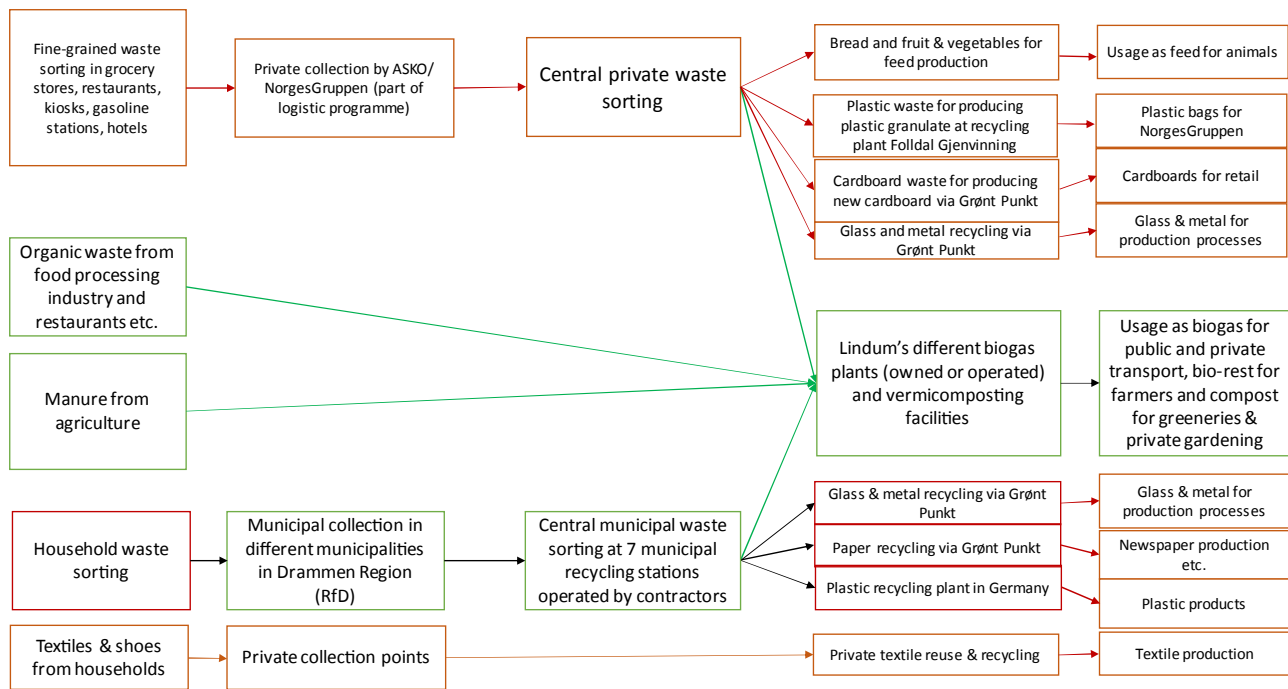 Fine-grained waste
sorting in grocery
stores, restaurants,
kiosks, gasoline
stations, hotels
Private collection by ASKO/
NorgesGruppen (part of
logistic programme)
Central private waste
sorting
Bread and fruit & vegetables for
feed production
Usage as feed for animals
Plastic waste for producing
plastic granulate at recycling
plant Folldal Gjenvinning
Plastic bags for
NorgesGruppen
Cardboard waste for producing
new cardboard via Grønt Punkt
Cardboards for retail
Glass and metal recycling via
Grønt Punkt
Glass & metal for
production processes
Organic waste from
food processing
industry and
restaurants etc.
Manure from
agriculture
Lindum's different biogas
plants (owned or operated)
and vermicomposting
facilities
Usage as biogas for
public and private
transport, bio-rest for
farmers and compost
for greeneries &
private gardening
Household waste
sorting
Municipal collection in
different municipalities
in Drammen Region
(RfD)
Central municipal waste
sorting at 7 municipal
recycling stations
operated by contractors
Glass & metal recycling via Grønt
Punkt
Glass & metal for
production processes
Paper recycling via Grønt Punkt
Newspaper production
etc.
Plastic recycling plant in Germany
Plastic products
Textiles & shoes
from households
Private collection points
Private textile reuse & recycling
Textile production